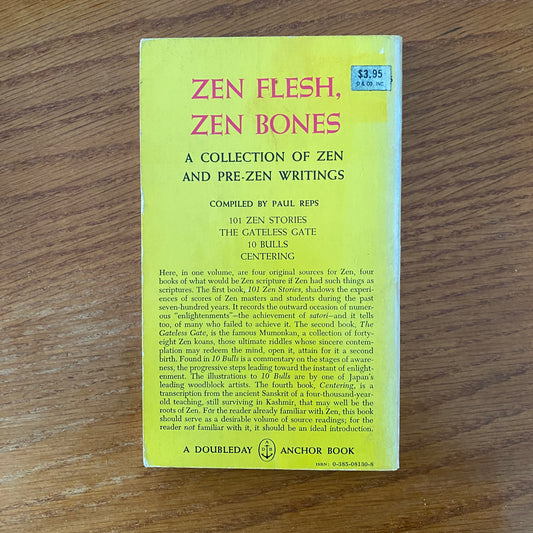 $3.95
D & CO. INC.
ZEN FLESH,
ZEN BONES
A COLLECTION OF ZEN
AND PRE-ZEN WRITINGS
COMPILED BY PAUL REPS
101 ZEN STORIES
THE GATELESS GATE
10 BULLS
CENTERING
Here, in one volume, are four original sources for Zen, four
books of what would be Zen scripture if Zen had such things as
scriptures. The first book, 101 Zen Stories, shadows the experi-
ences of scores of Zen masters and students during the past
seven-hundred years. It records the outward occasion of numer-
ous "enlightenments"—the achievement of satori—and it tells
too, of many who failed to achieve it. The second book, The
Gateless Gate, is the famous Mumonkan, a collection of forty-
eight Zen koans, those ultimate riddles whose sincere contem-
plation may redeem the mind, open it, attain for it a second
birth. Found in 10 Bulls is a commentary on the stages of aware-
ness, the progressive steps leading toward the instant of enlight-
enment. The illustrations to 10 Bulls are by one of Japan's
leading woodblock artists. The fourth book, Centering, is a
transcription from the ancient Sanskrit of a four-thousand-year-
old teaching, still surviving in Kashmir, that may well be the
roots of Zen. For the reader already familiar with Zen, this book
should serve as a desirable volume of source readings; for the
reader not familiar with it, it should be an ideal introduction.
A DOUBLEDAY ANCHOR BOOK
ISBN: 0-385-08130-8